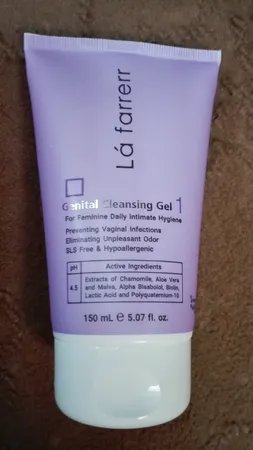 Lá farrerr
Genital Cleansing Gel 1
For Feminine Daily Intimate Hygiene
Preventing Vaginal Infections
Eliminating Unpleasant Odor
SLS Free & Hypoallergenic
pH Active Ingredients
4.5 Extracts of Chamomile, Aloe Vera
and Malva, Alpha Bisabolol, Biotin,
Lactic Acid and Polyquaternium-10
150 mL ℮ 5.07 fl. oz.